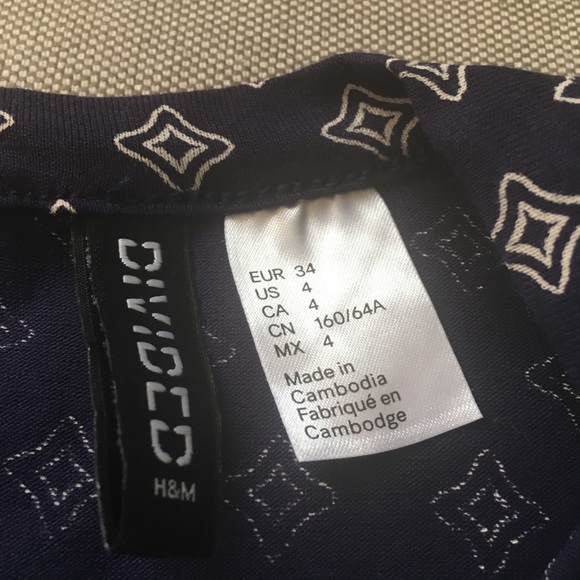 DIVIDED
H&M
EUR 34
US 4
CA 4
CN 160/64A
MX 4
Made in
Cambodia
Fabriqué en
Cambodge